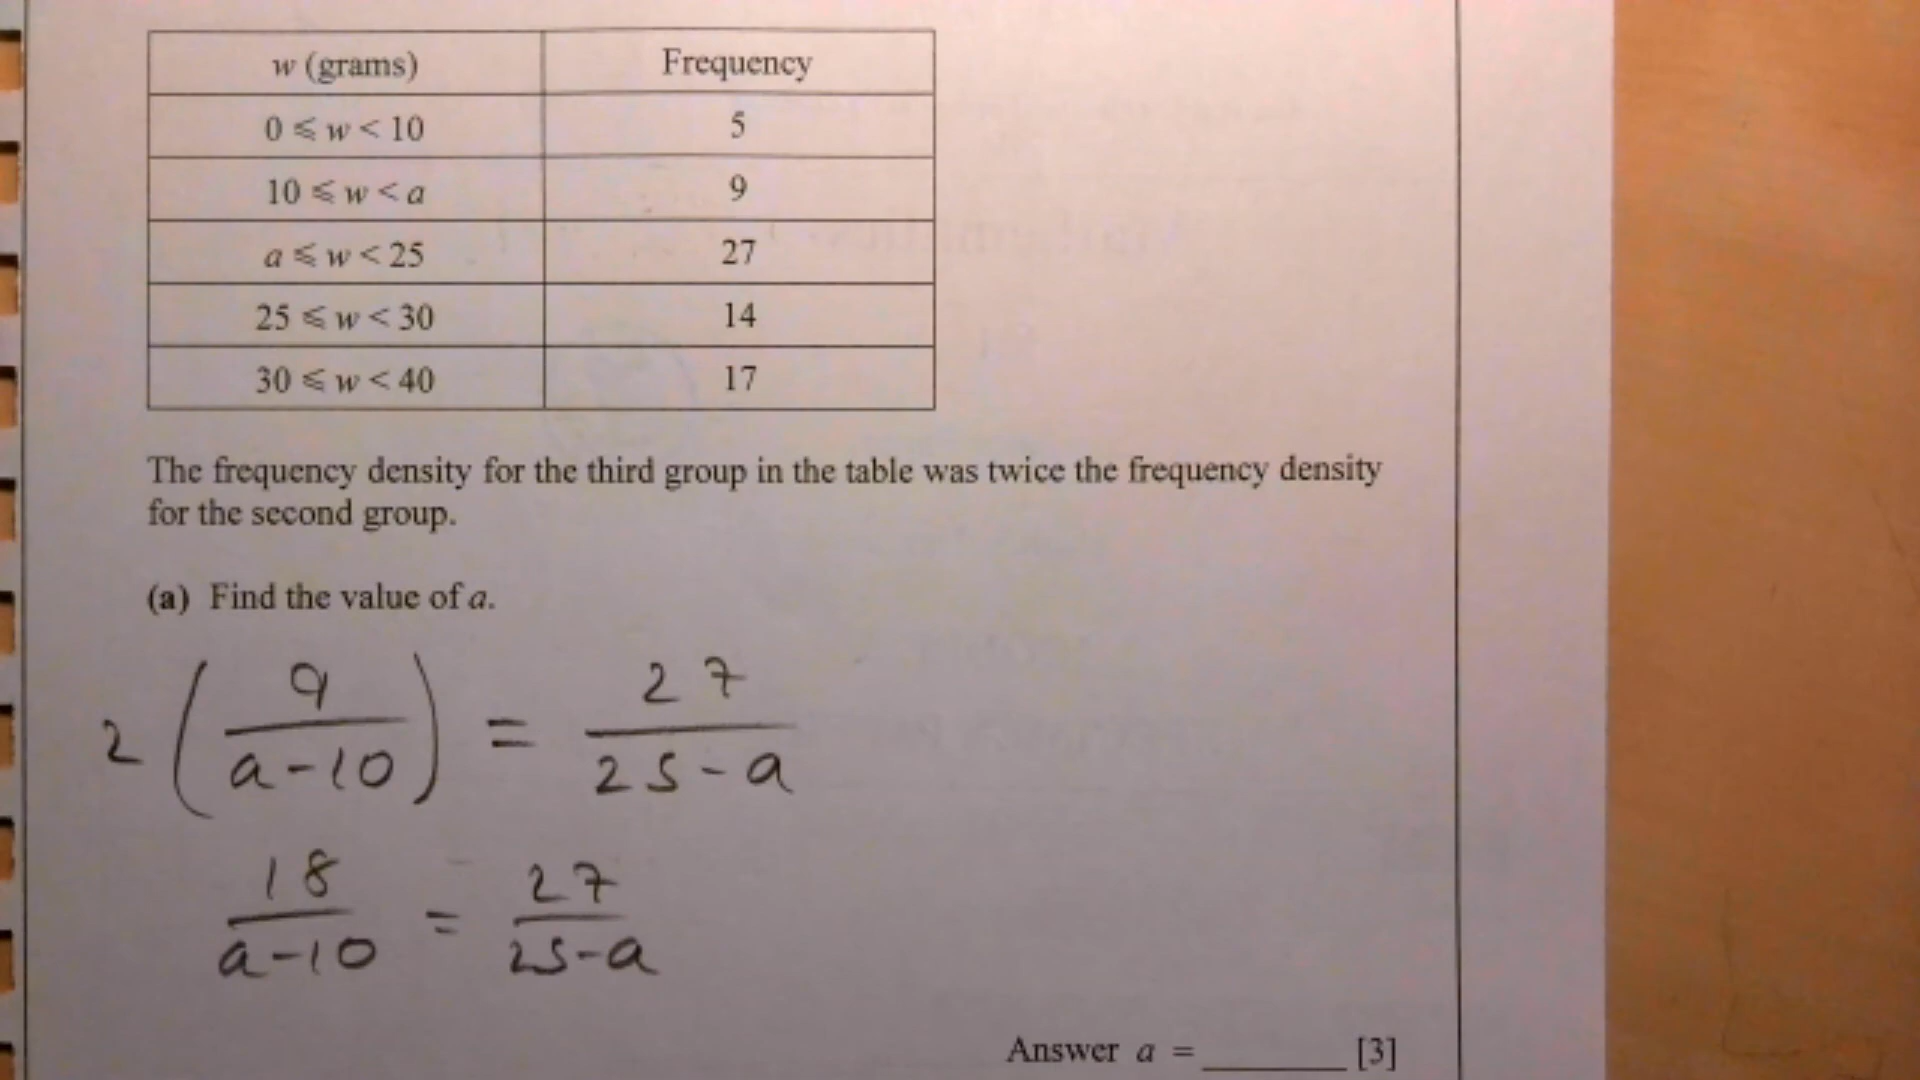 w (grams) Frequency
0 ⩽ w < 10 5
10 ⩽ w < a 9
a ⩽ w < 25 27
25 ⩽ w < 30 14
30 ⩽ w < 40 17
The frequency density for the third group in the table was twice the frequency density
for the second group.
(a) Find the value of a.
2 ( 9 / a-10 ) = 27 / 25-a
18 / a-10 = 27 / 25-a
Answer a = ______ [3]